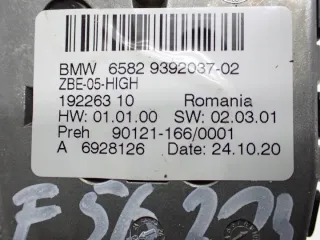 BMW 6582 9392037-02
ZBE-05-HIGH
192263 10 Romania
HW: 01.01.00 SW: 02.03.01
Preh 90121-166/0001
A 6928126 Date: 24.10.20
F56